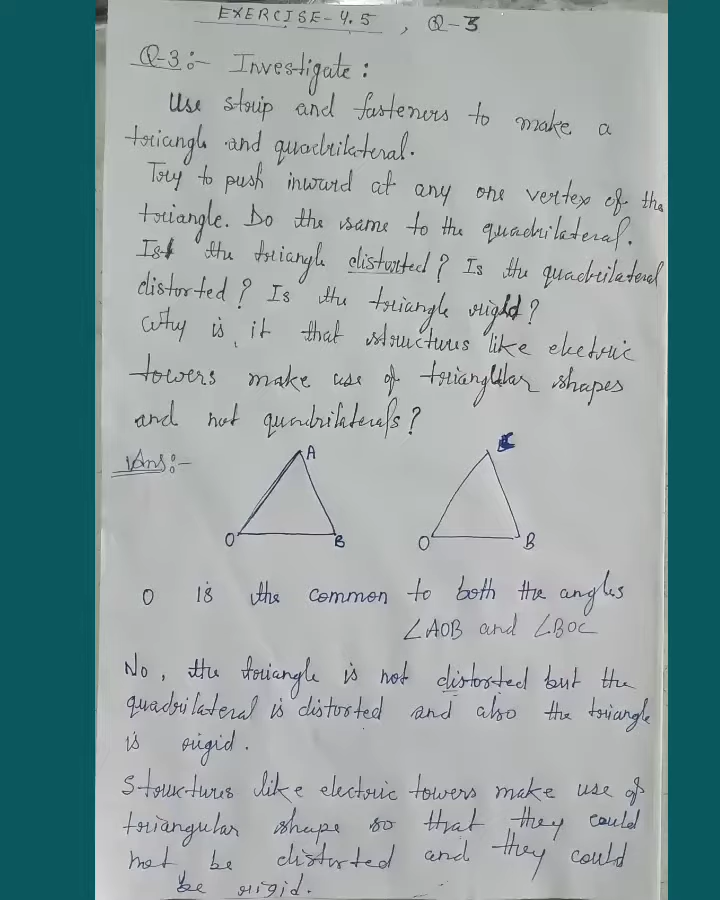 EXERCISE-4.5, Q-3
Q-3:- Investigate:
Use strip and fasteners to make a
triangle and quadrilateral.
Try to push inward at any one vertex of the
triangle. Do the same to the quadrilateral.
Is the triangle distorted? Is the quadrilateral
distorted? Is the triangle rigid?
Why is it that structures like electric
towers make use of triangular shapes
and not quadrilaterals?
Ans:-
A
C
O
B
O
B
O is the common to both the angles
∠AOB and ∠BOC
No, the triangle is not distorted but the
quadrilateral is distorted and also the triangle
is rigid.
Structures like electric towers make use of
triangular shape so that they could
not be distorted and they could
be rigid.